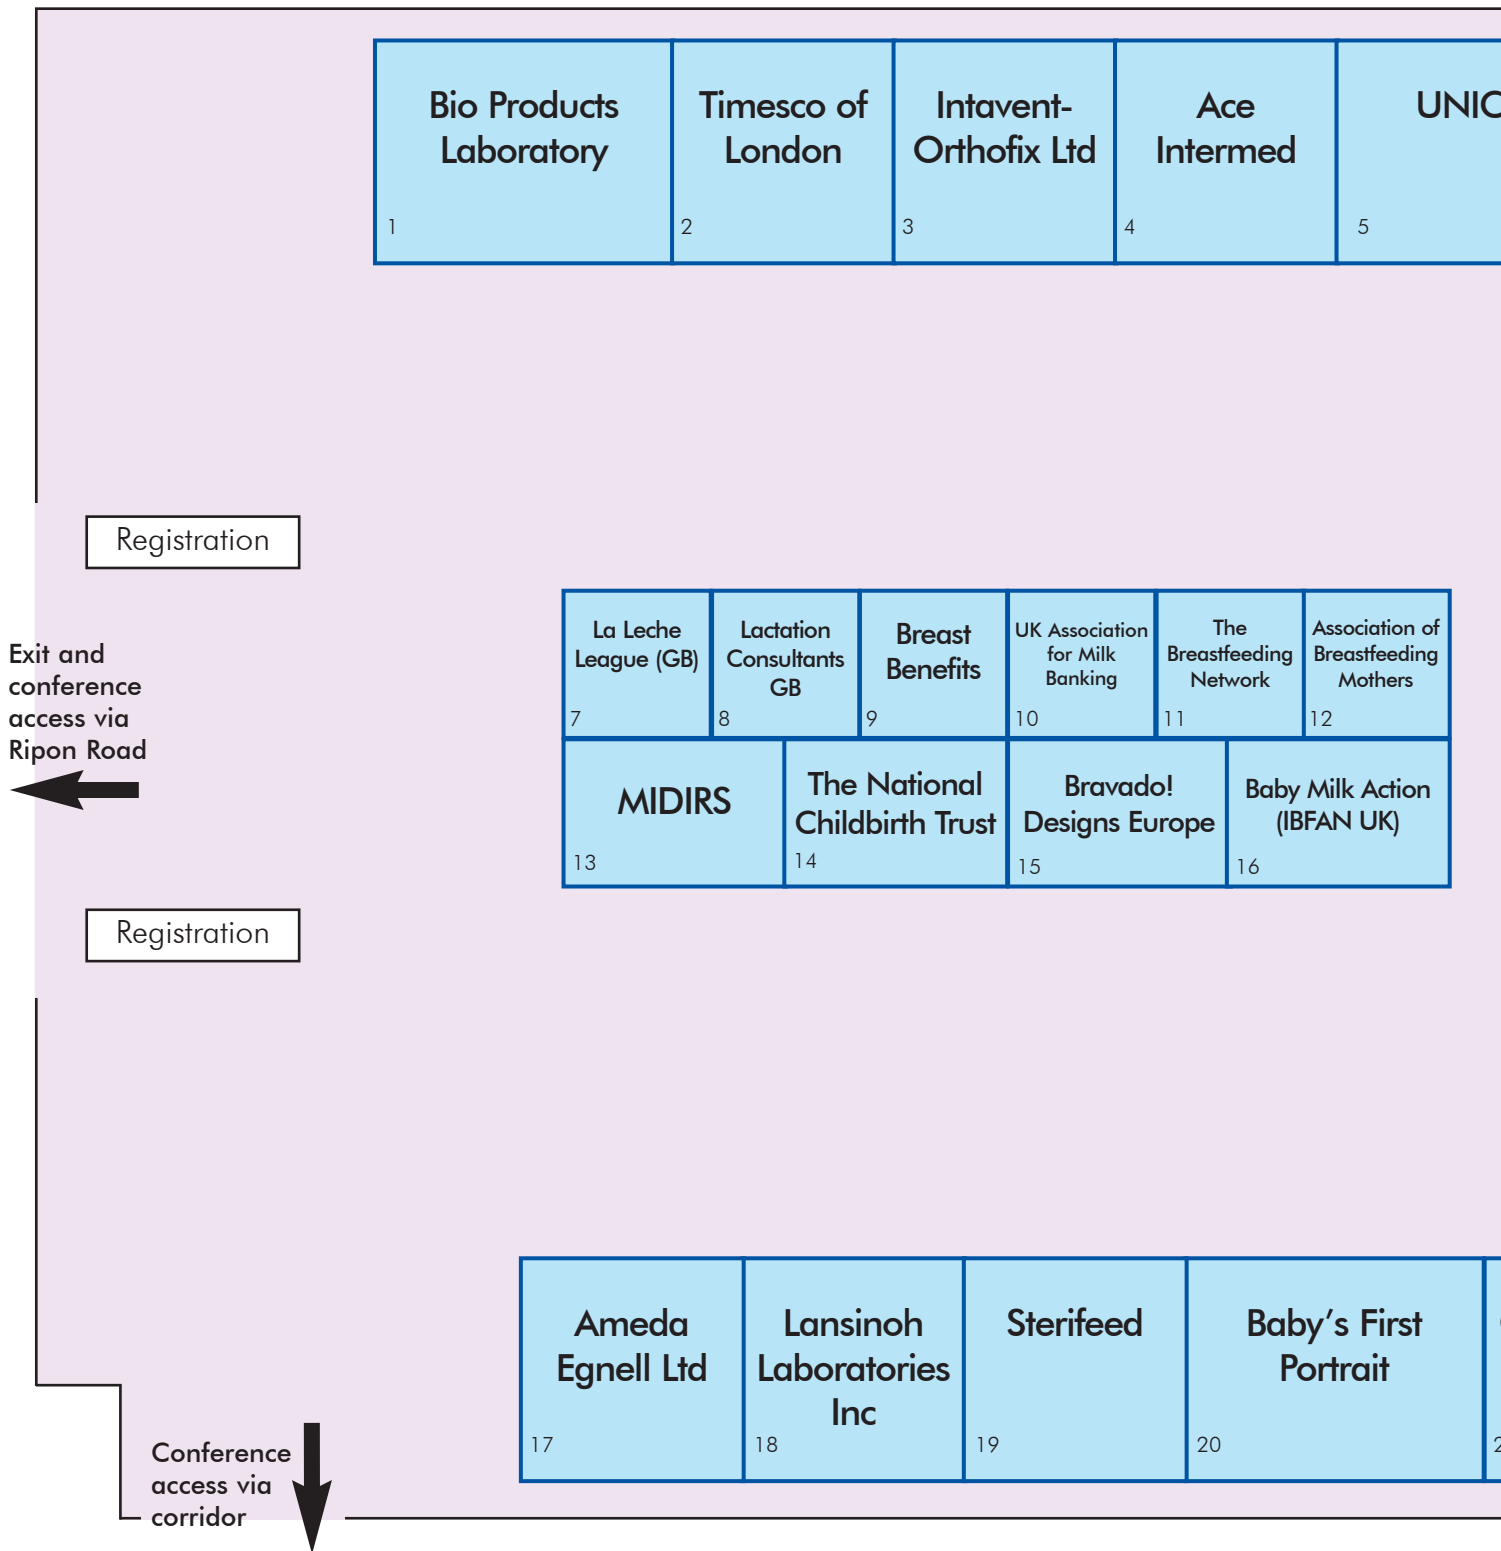 Bio Products
Laboratory
1
Timesco of
London
2
Intavent-
Orthofix Ltd
3
Ace
Intermed
4
5
Registration
Exit and
conference
access via
Ripon Road
La Leche
League (GB)
7
Lactation
Consultants
GB
8
Breast
Benefits
9
UK Association
for Milk
Banking
10
The
Breastfeeding
Network
11
Association of
Breastfeeding
Mothers
12
MIDIRS
13
The National
Childbirth Trust
14
Bravado!
Designs Europe
15
Baby Milk Action
(IBFAN UK)
16
Registration
Ameda
Egnell Ltd
17
Lansinoh
Laboratories
Inc
18
Sterifeed
19
Baby’s First
Portrait
20
Conference
access via
corridor